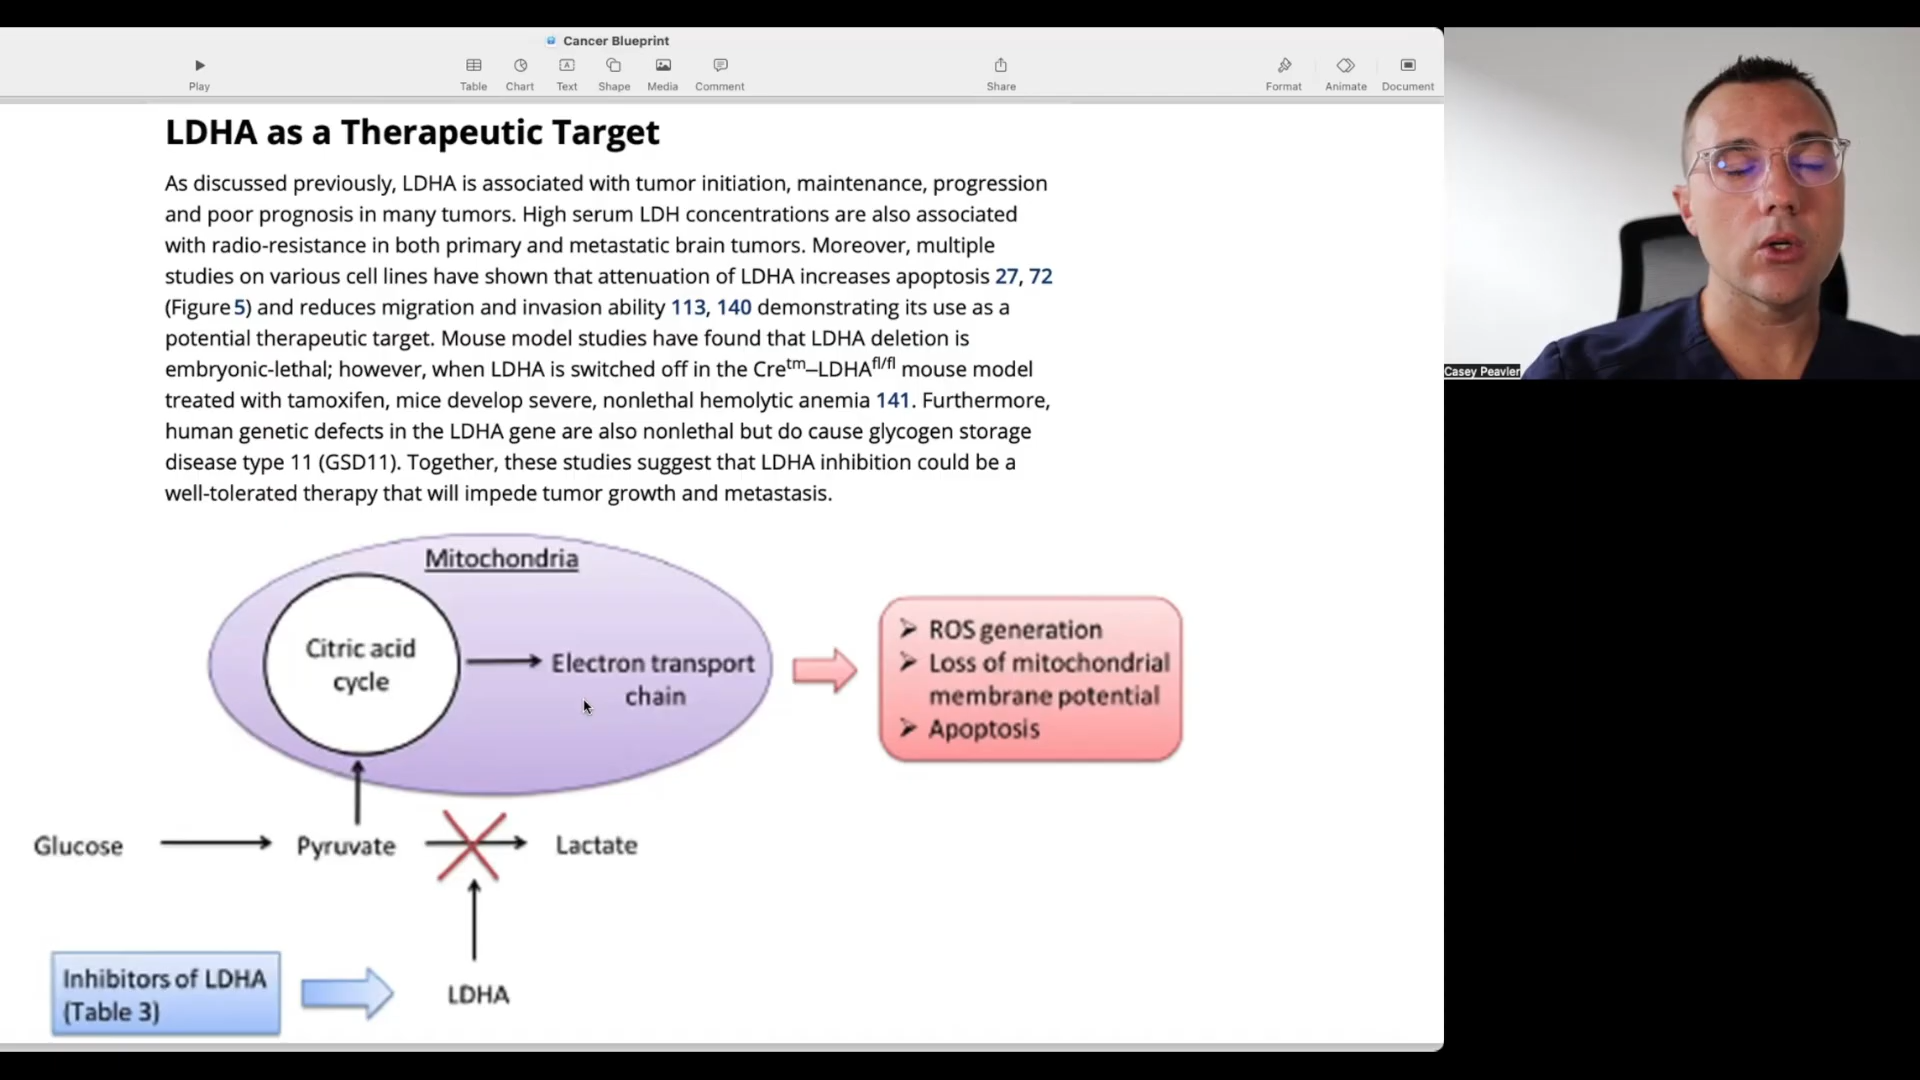 Cancer Blueprint
Play
Table
Chart
Text
Shape
Media
Comment
Share
Format
Animate
Document
LDHA as a Therapeutic Target
As discussed previously, LDHA is associated with tumor initiation, maintenance, progression
and poor prognosis in many tumors. High serum LDH concentrations are also associated
with radio-resistance in both primary and metastatic brain tumors. Moreover, multiple
studies on various cell lines have shown that attenuation of LDHA increases apoptosis 27, 72
(Figure 5) and reduces migration and invasion ability 113, 140 demonstrating its use as a
potential therapeutic target. Mouse model studies have found that LDHA deletion is
embryonic-lethal; however, when LDHA is switched off in the Cretm–LDHAfl/fl mouse model
treated with tamoxifen, mice develop severe, nonlethal hemolytic anemia 141. Furthermore,
human genetic defects in the LDHA gene are also nonlethal but do cause glycogen storage
disease type 11 (GSD11). Together, these studies suggest that LDHA inhibition could be a
well-tolerated therapy that will impede tumor growth and metastasis.
Mitochondria
Citric acid
cycle
Electron transport
chain
ROS generation
Loss of mitochondrial
membrane potential
Apoptosis
Glucose
Pyruvate
Lactate
Inhibitors of LDHA
(Table 3)
LDHA
Casey Peavler